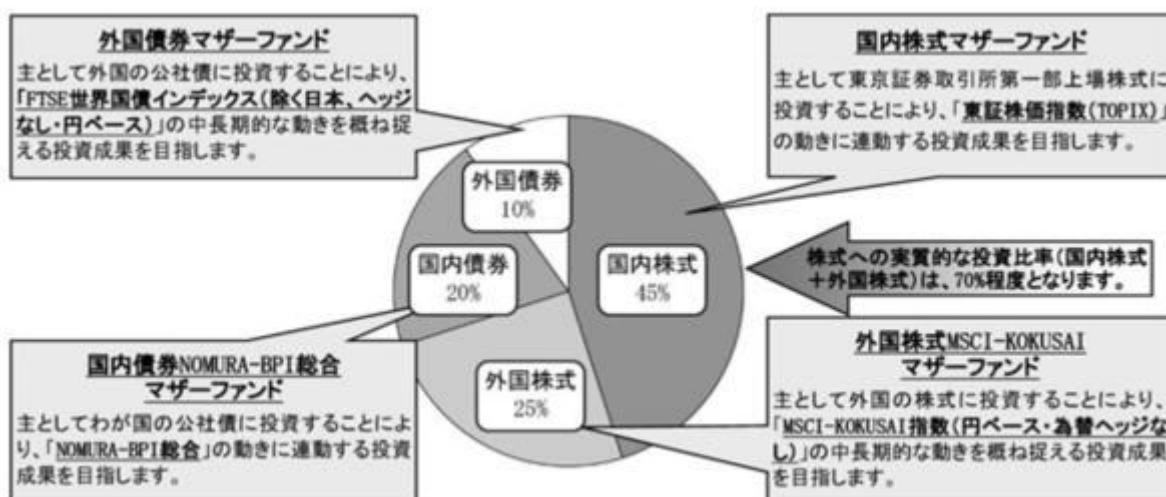 外国債券マザーファンド
主として外国の公社債に投資することにより、
「FTSE世界国債インデックス(除く日本、ヘッジ
なし・円ベース)」の中長期的な動きを概ね捉
える投資成果を目指します。
国内株式マザーファンド
主として東京証券取引所第一部上場株式に
投資することにより、「東証株価指数(TOPIX)」
の動きに連動する投資成果を目指します。
外国債券
10%
国内債券
20%
国内株式
45%
外国株式
25%
株式への実質的な投資比率(国内株式
+外国株式)は、70%程度となります。
国内債券NOMURA-BPI総合
マザーファンド
主としてわが国の公社債に投資することによ
り、「NOMURA-BPI総合」の動きに連動する投資
成果を目指します。
外国株式MSCI-KOKUSAI
マザーファンド
主として外国の株式に投資することにより、
「MSCI-KOKUSAI指数(円ベース・為替ヘッジな
し)」の中長期的な動きを概ね捉える投資成果
を目指します。